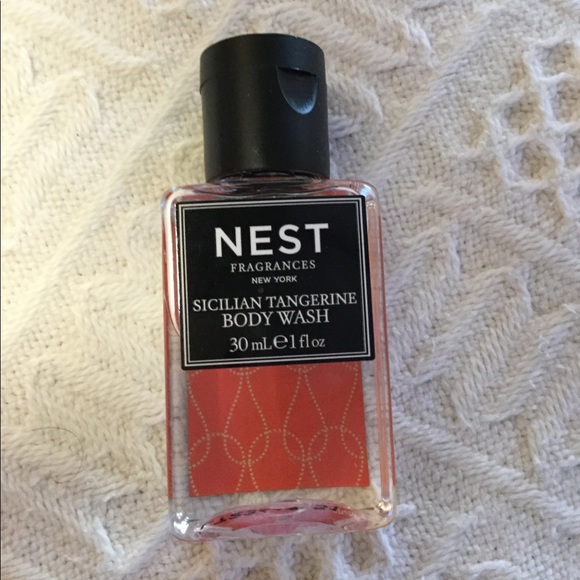 NEST
FRAGRANCES
NEW YORK
SICILIAN TANGERINE
BODY WASH
30 mL℮1 fl oz